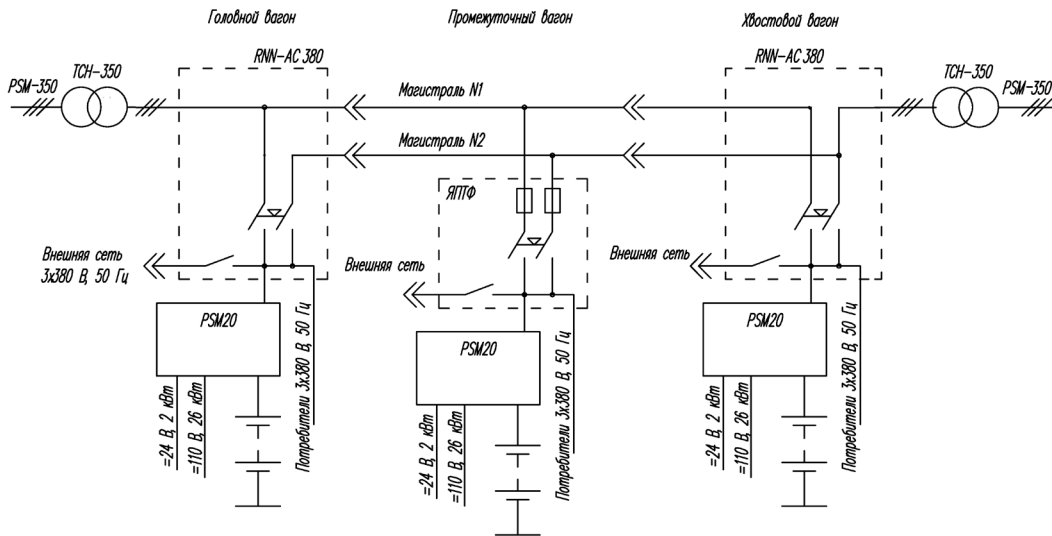 Головной вагон
Промежуточный вагон
Хвостовой вагон
RNN-AC 380
RNN-AC 380
ТСН-350
PSM-350
ТСН-350
PSM-350
Магистраль N1
Магистраль N2
ЯПТФ
Внешняя сеть
3х380 В, 50 Гц
Внешняя сеть
Внешняя сеть
PSM20
=24 В, 2 кВт
=110 В, 26 кВт
Потребители 3х380 В, 50 Гц
PSM20
=24 В, 2 кВт
=110 В, 26 кВт
Потребители 3х380 В, 50 Гц
PSM20
=24 В, 2 кВт
=110 В, 26 кВт
Потребители 3х380 В, 50 Гц